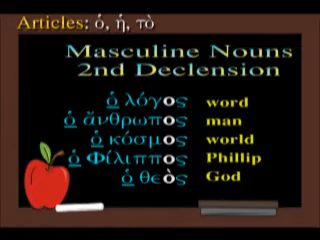 Articles: ὁ, ἡ, τὸ
Masculine Nouns
2nd Declension
ὁ λόγος word
ὁ ἄνθρωπος man
ὁ κόσμος world
ὁ Φίλιππος Phillip
ὁ θεὸς God